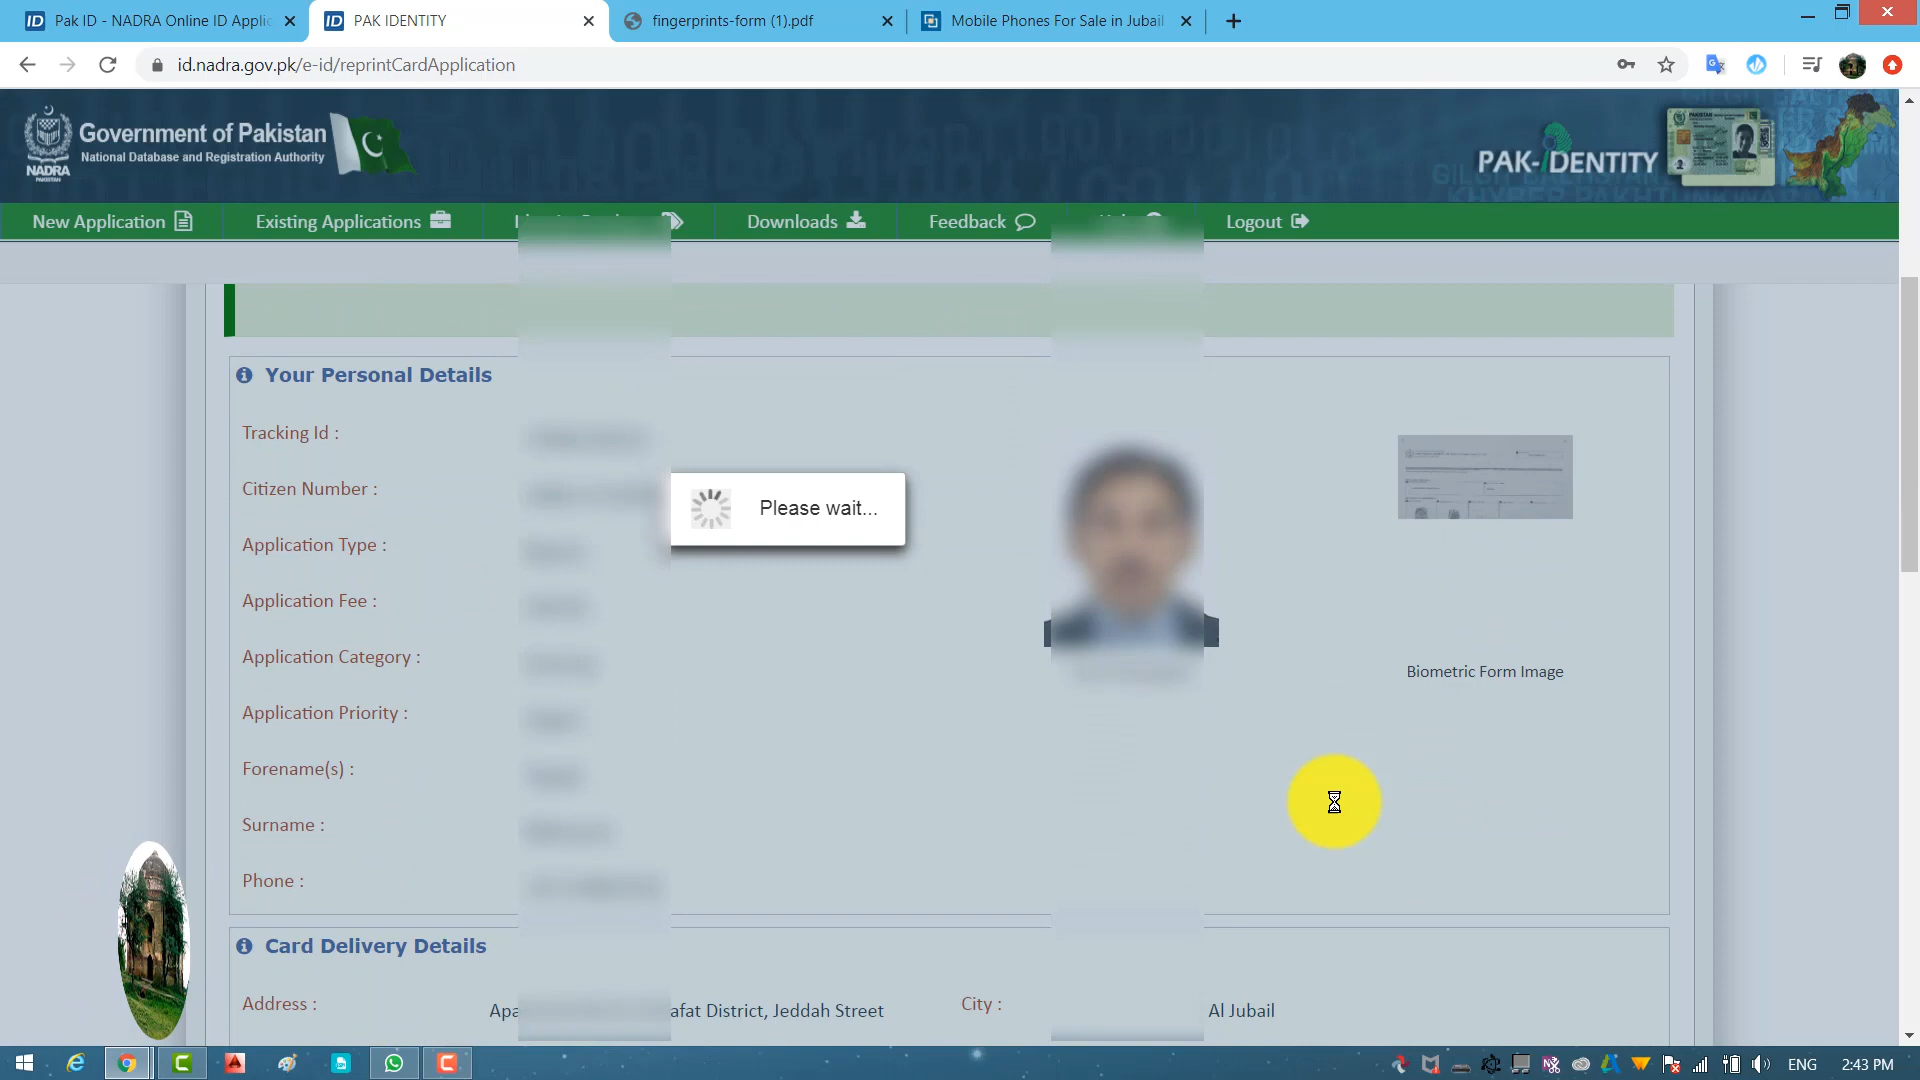 Pak ID - NADRA Online ID Applic
PAK IDENTITY
fingerprints-form (1).pdf
Mobile Phones For Sale in Jubail
id.nadra.gov.pk/e-id/reprintCardApplication
Government of Pakistan
National Database and Registration Authority
NADRA
PAKISTAN
PAK-IDENTITY
New Application
Existing Applications
Downloads
Feedback
Logout
Your Personal Details
Tracking Id :
Citizen Number :
Please wait...
Application Type :
Application Fee :
Application Category :
Biometric Form Image
Application Priority :
Forename(s) :
Surname :
Phone :
Card Delivery Details
Address :
District, Jeddah Street
City :
Al Jubail
ENG
2:43 PM